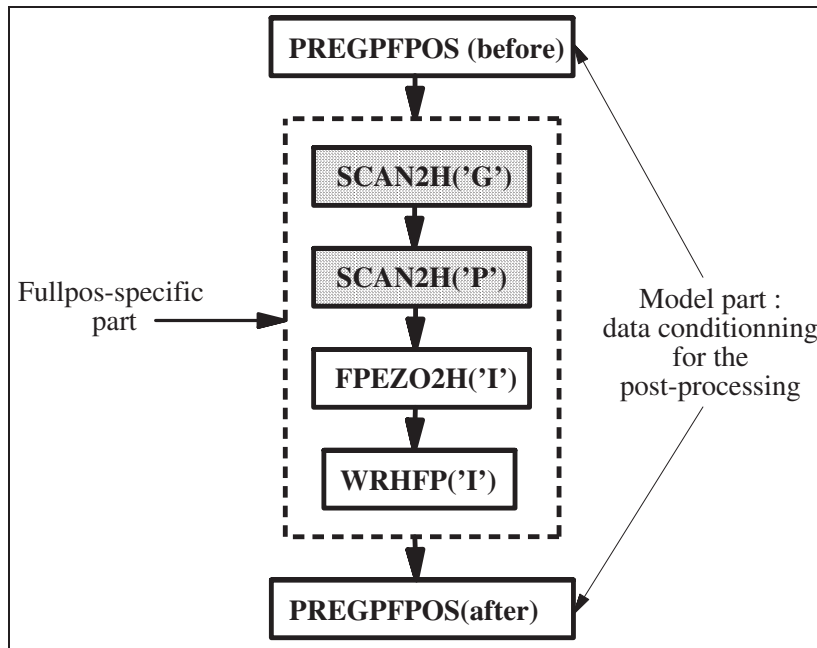 PREGPFPOS (before)
SCAN2H('G')
SCAN2H('P')
Fullpos-specific
part
FPEZO2H('I')
WRHFP('I')
Model part :
data conditionning
for the
post-processing
PREGPFPOS(after)